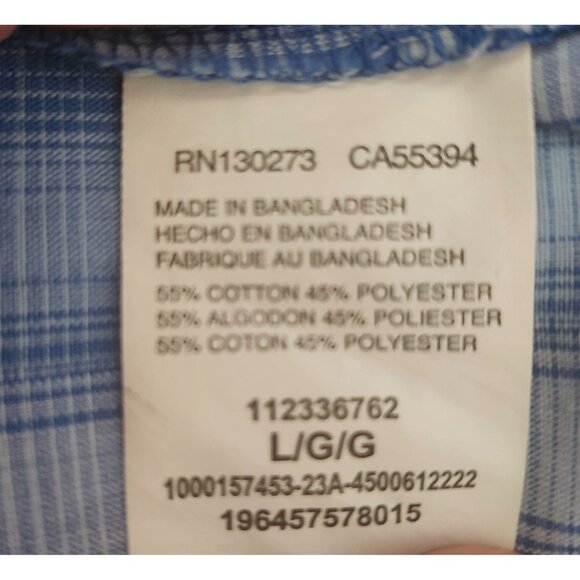 RN130273 CA55394
MADE IN BANGLADESH
HECHO EN BANGLADESH
FABRIQUE AU BANGLADESH
55% COTTON 45% POLYESTER
55% ALGODON 45% POLIESTER
55% COTON 45% POLYESTER
112336762
L/G/G
1000157453-23A-4500612222
196457578015